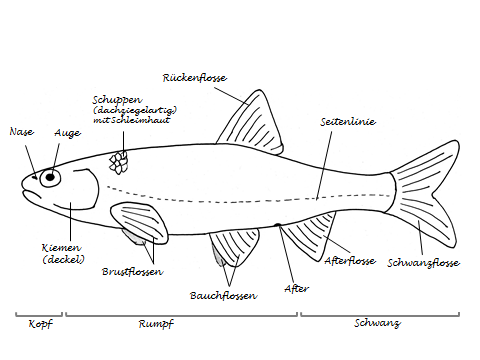 Rückenflosse
Schuppen
(dachziegelartig)
mit Schleimhaut
Seitenlinie
Nase
Auge
Kiemen
(deckel)
Brustflossen
Bauchflossen
After
Afterflosse
Schwanzflosse
Kopf
Rumpf
Schwanz